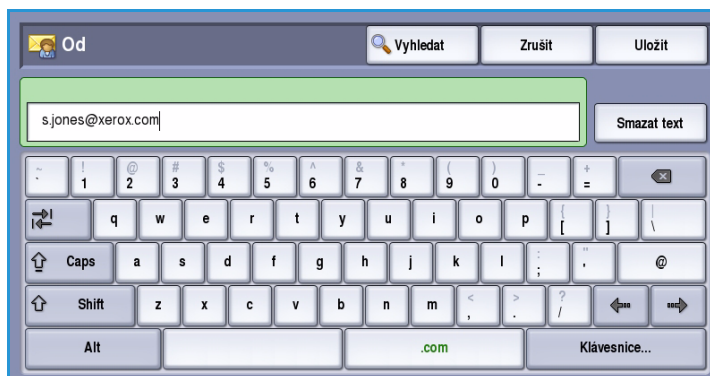 Od
Vyhledat
Zrušit
Uložit
s.jones@xerox.com
Smazat text
~ ` ! 1 @ 2 # 3 $ 4 % 5 ^ 6 & 7 * 8 ( 9 ) 0 _ - + =
q w e r t y u i o p { [ } ] | \
Caps a s d f g h j k l : ; " ' @
Shift z x c v b n m < , > . ? /
Alt .com Klávesnice...